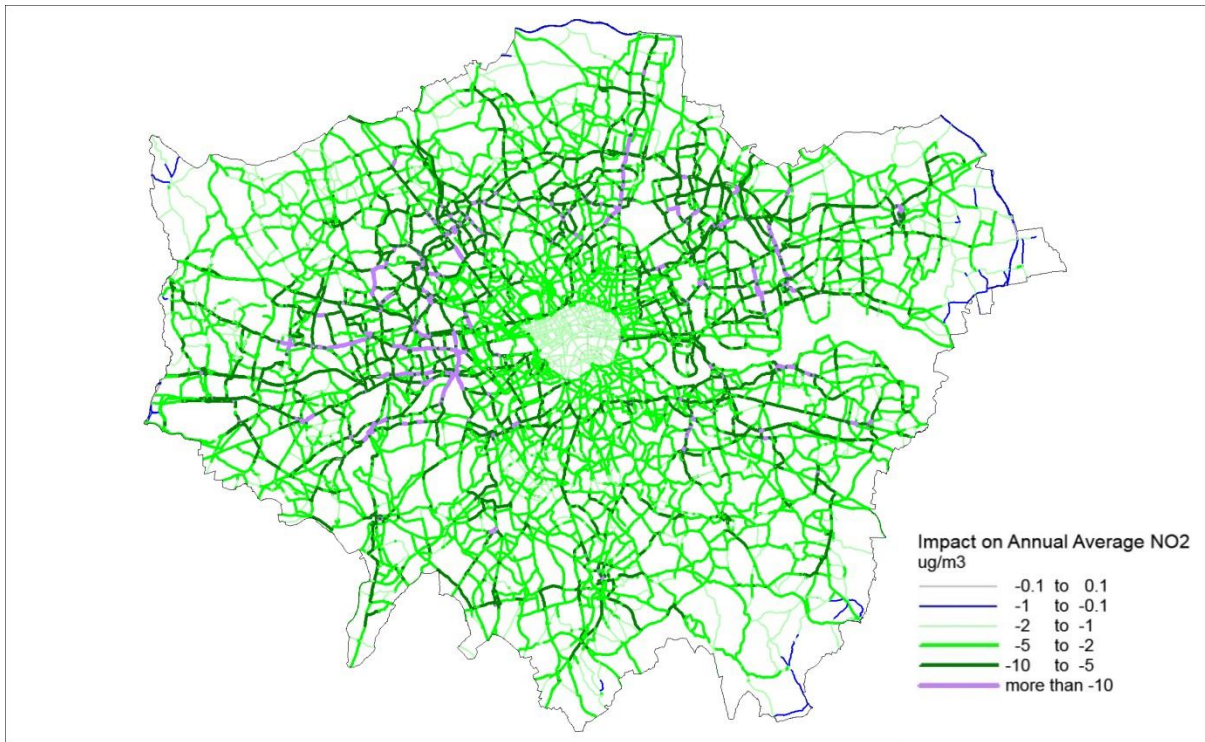 Impact on Annual Average NO2
ug/m3
-0.1 to 0.1
-1 to -0.1
-2 to -1
-5 to -2
-10 to -5
more than -10